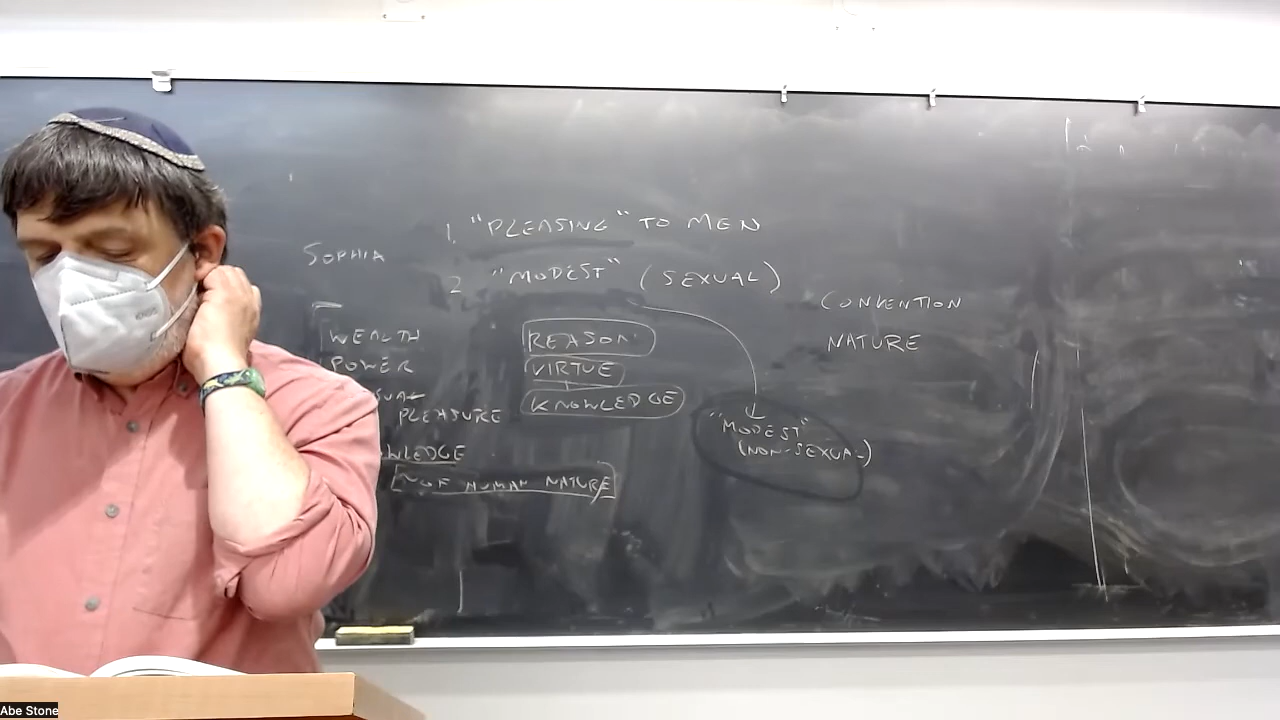 1. "PLEASING" TO MEN
SOPHIA
2 "MODEST" (SEXUAL)
CONVENTION
NATURE
WEALTH
POWER
PLEASURE
OF HUMAN NATURE
REASON
VIRTUE
KNOWLEDGE
"MODEST"
(NON-SEXUAL)
Abe Stone